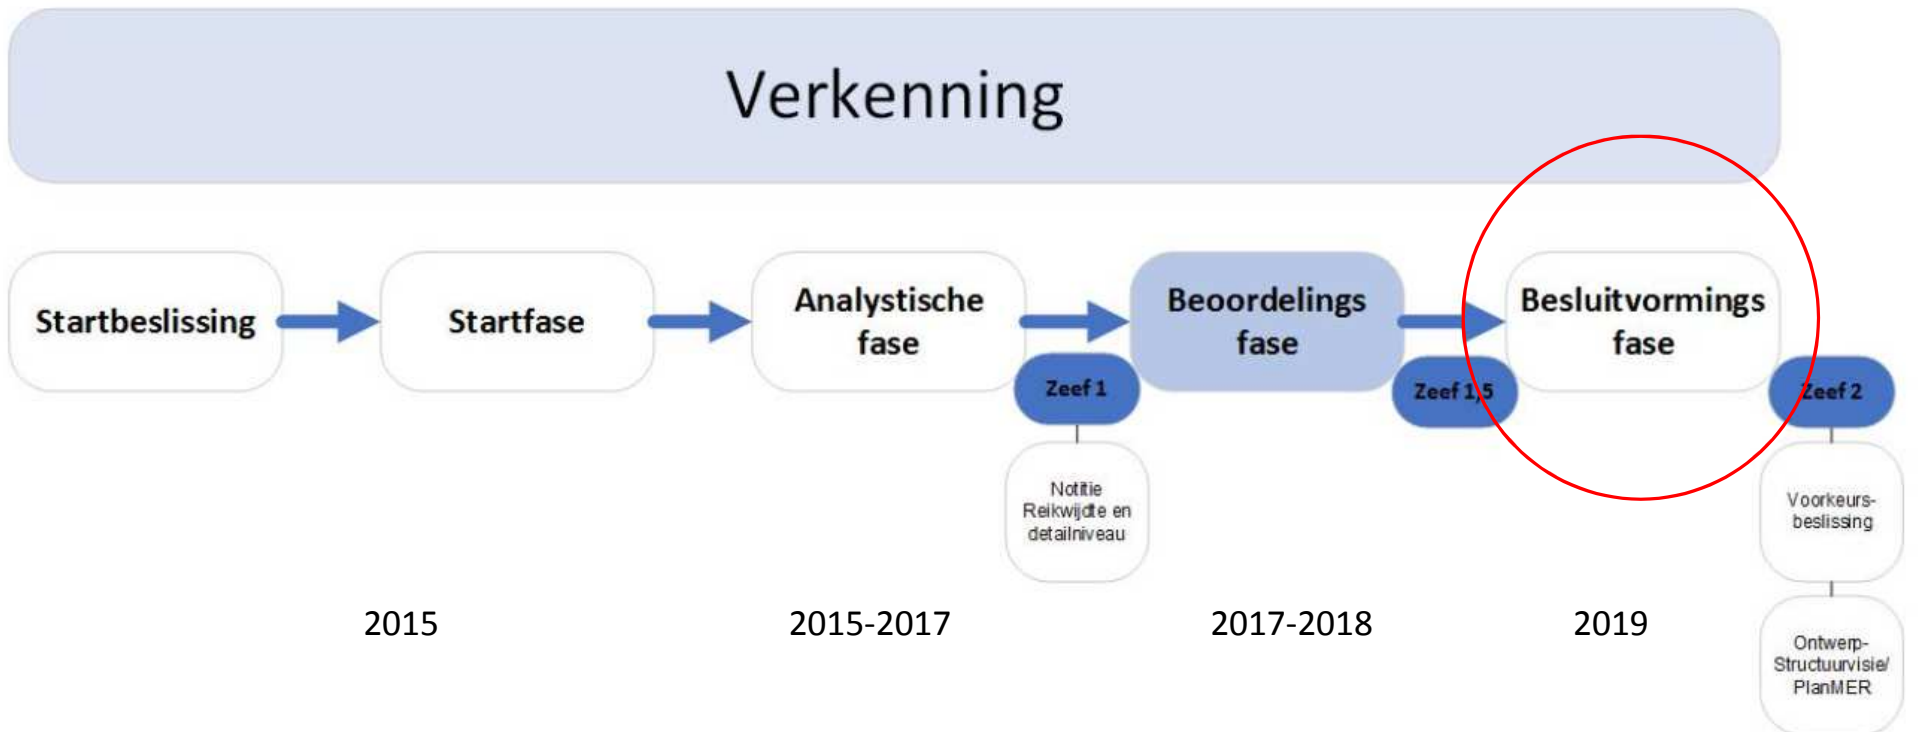 Verkenning
Startbeslissing
Startfase
Analystische
fase
Beoordelings
fase
Besluitvormings
fase
Zeef 1
Zeef 1,5
Zeef 2
Notitie
Reikwijdte en
detailniveau
Voorkeurs-
beslissing
2015
2015-2017
2017-2018
2019
Ontwerp-
Structuurvisie/
PlanMER